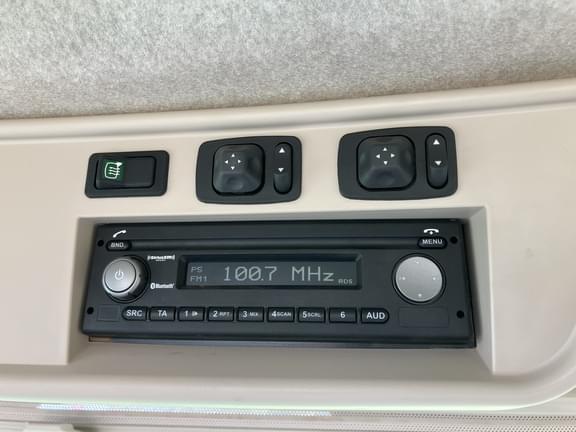 BND
((SiriusXM))
MENU
PS
FM1 100.7 MHz RDS
Bluetooth
SRC TA 1 2 RPT 3 MIX 4 SCAN 5 SCRL 6 AUD